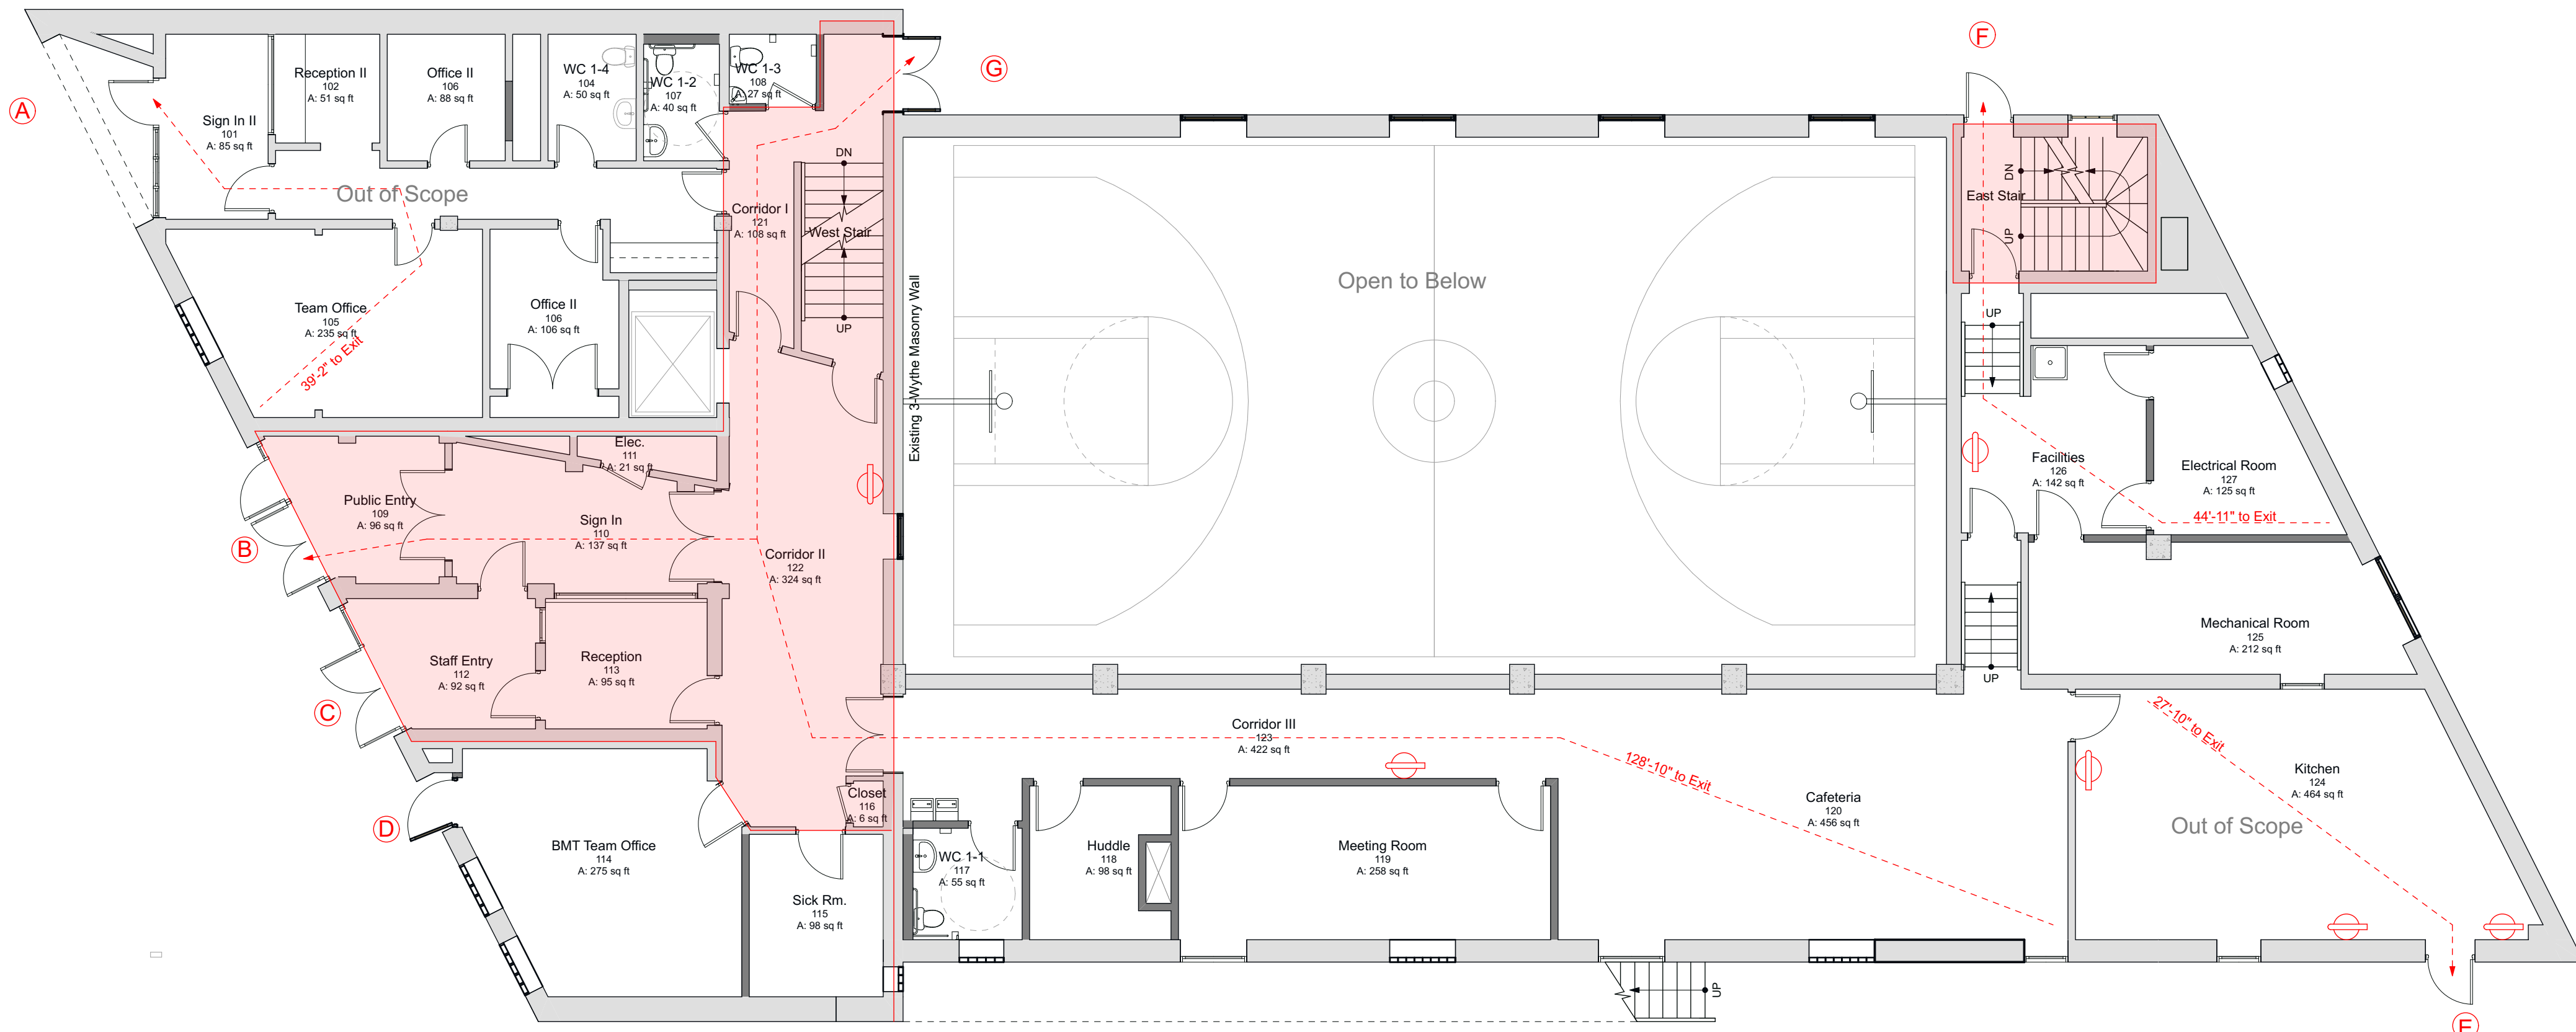 F
G
A
Reception II
102
A: 51 sq ft
Office II
106
A: 88 sq ft
WC 1-4
104
A: 50 sq ft
WC 1-2
107
A: 40 sq ft
WC 1-3
108
A: 27 sq ft
Sign In II
101
A: 85 sq ft
Out of Scope
Corridor I
121
A: 108 sq ft
DN
West Stair
UP
East Stair
DN
UP
Team Office
105
A: 235 sq ft
39'-2" to Exit
Office II
106
A: 106 sq ft
Existing 3-Wythe Masonry Wall
Open to Below
UP
Elec.
111
A: 21 sq ft
Public Entry
109
A: 96 sq ft
Sign In
110
A: 137 sq ft
B
Corridor II
122
A: 324 sq ft
Facilities
126
A: 142 sq ft
Electrical Room
127
A: 125 sq ft
44'-11" to Exit
Staff Entry
112
A: 92 sq ft
Reception
113
A: 95 sq ft
C
Mechanical Room
125
A: 212 sq ft
UP
Corridor III
123
A: 422 sq ft
27'-10" to Exit
128'-10" to Exit
Kitchen
124
A: 464 sq ft
Out of Scope
Closet
116
A: 6 sq ft
Cafeteria
120
A: 456 sq ft
D
BMT Team Office
114
A: 275 sq ft
Sick Rm.
115
A: 98 sq ft
WC 1-1
117
A: 55 sq ft
Huddle
118
A: 98 sq ft
Meeting Room
119
A: 258 sq ft
UP
E